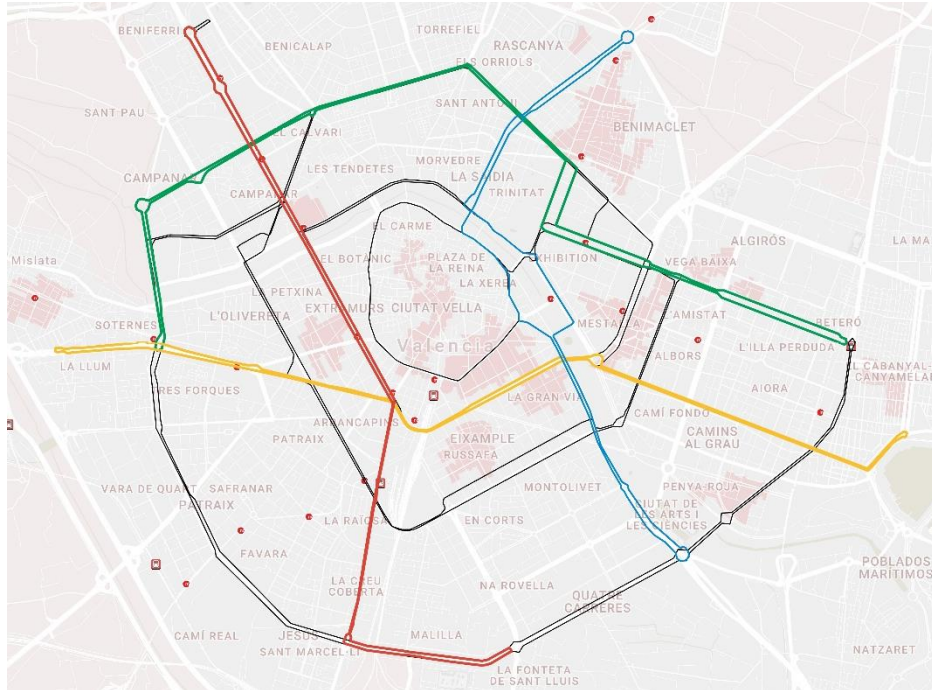 BENIFERRI
TORREFIEL
BENICALAP
RASCANYA
ELS ORRIOLS
SANT PAU
SANT ANTONI
EL CALVARI
BENIMACLET
LES TENDETES
MORVEDRE
LA SAÏDIA
CAMPANAR
CAMPANAR
TRINITAT
EL CARME
ALGIRÓS
LA MA
Mislata
EL BOTÀNIC
PLAZA DE
LA REINA
EXHIBITION
VEGA BAIXA
LA XEREA
LA PETXINA
EXTRAMURS
CIUTAT VELLA
L'OLIVERETA
MESTALLA
L'AMISTAT
BETERÓ
SOTERNES
Valencia
ALBORS
L'ILLA PERDUDA
LA LLUM
EL CABANYAL-
CANYAMELAR
TRES FORQUES
LA GRAN VIA
AIORA
CAMÍ FONDO
ARRANCAPINS
PATRAIX
EIXAMPLE
CAMINS
AL GRAU
RUSSAFA
VARA DE QUART
SAFRANAR
MONTOLIVET
PENYA-ROJA
PATRAIX
CIUTAT DE
LES ARTS I
LES CIÈNCIES
LA RAÏOSA
EN CORTS
FAVARA
POBLADOS
MARÍTIMOS
LA CREU
COBERTA
NA ROVELLA
QUATRE
CARRERES
CAMÍ REAL
JESÚS
MALILLA
SANT MARCEL·LÍ
NATZARET
LA FONTETA
DE SANT LLUÍS